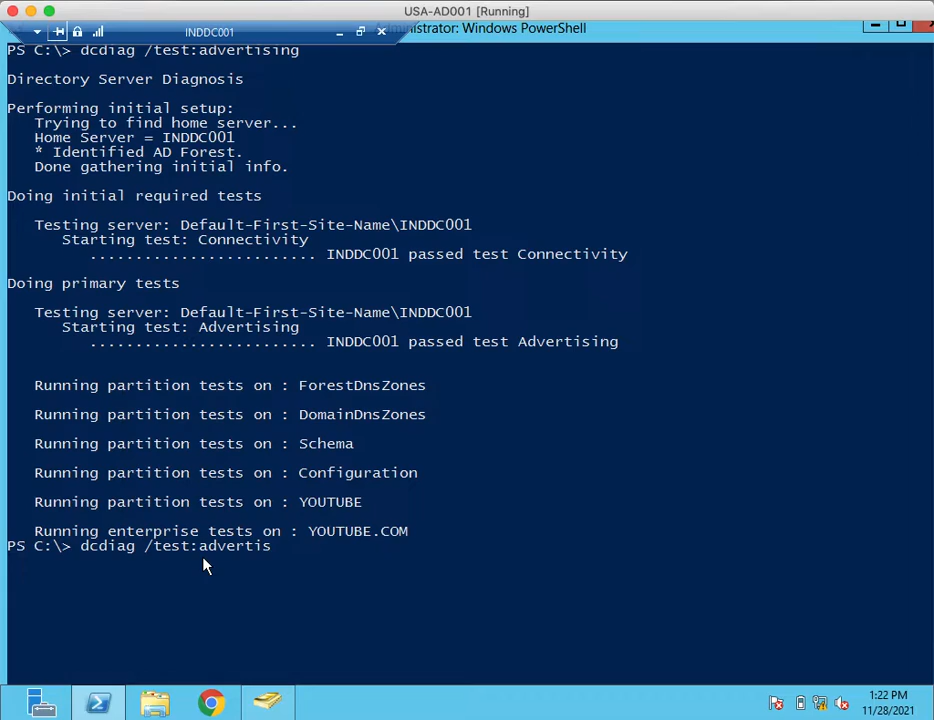 USA-AD001 [Running]
INDDC001
ministrator: Windows PowerShell
PS C:\> dcdiag /test:advertising
Directory Server Diagnosis
Performing initial setup:
Trying to find home server...
Home Server = INDDC001
* Identified AD Forest.
Done gathering initial info.
Doing initial required tests
Testing server: Default-First-Site-Name\INDDC001
Starting test: Connectivity
......................... INDDC001 passed test Connectivity
Doing primary tests
Testing server: Default-First-Site-Name\INDDC001
Starting test: Advertising
......................... INDDC001 passed test Advertising
Running partition tests on : ForestDnsZones
Running partition tests on : DomainDnsZones
Running partition tests on : Schema
Running partition tests on : Configuration
Running partition tests on : YOUTUBE
Running enterprise tests on : YOUTUBE.COM
PS C:\> dcdiag /test:advertis
1:22 PM
11/28/2021